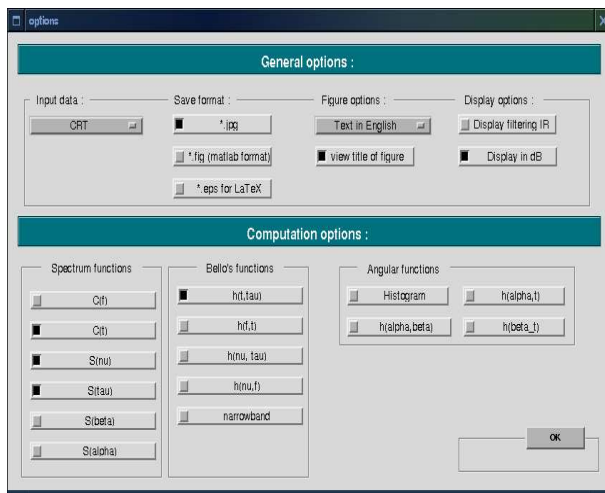 options
General options :
Input data :
Save format :
Figure options :
Display options :
CRT
*.jpg
Text in English
Display filtering IR
*.fig (matlab format)
view title of figure
Display in dB
*.eps for LaTeX
Computation options :
Spectrum functions
Bello's functions
Angular functions
C(f)
h(t,tau)
Histogram
h(alpha,t)
C(t)
h(f,t)
h(alpha,beta)
h(beta_t)
S(nu)
h(nu, tau)
S(tau)
h(nu,f)
S(beta)
narrowband
S(alpha)
OK